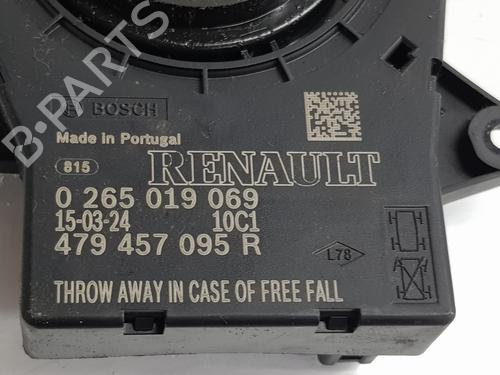 B-PARTS
BOSCH
Made in Portugal
815
RENAULT
0 265 019 069
15-03-24 10C1
479 457 095 R
L78
THROW AWAY IN CASE OF FREE FALL